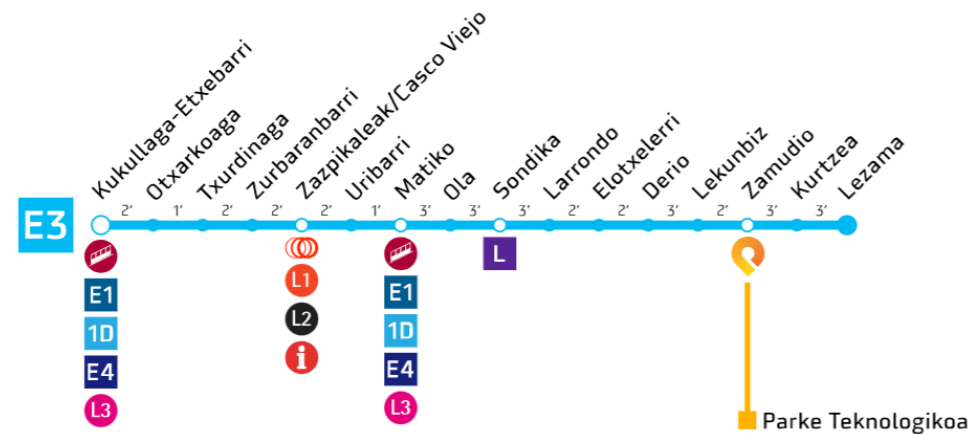 E3
Kukullaga-Etxebarri
Otxarkoaga
Txurdinaga
Zurbaranbarri
Zazpikaleak/Casco Viejo
Uribarri
Matiko
Ola
Sondika
Larrondo
Elotxelerri
Derio
Lekunbiz
Zamudio
Kurtzea
Lezama
2' 1' 2' 2' 2' 1' 3' 3' 3' 2' 2' 3' 2' 3' 3'
E1
1D
E4
L3
L1
L2
i
E1
1D
E4
L3
L
Parke Teknologikoa